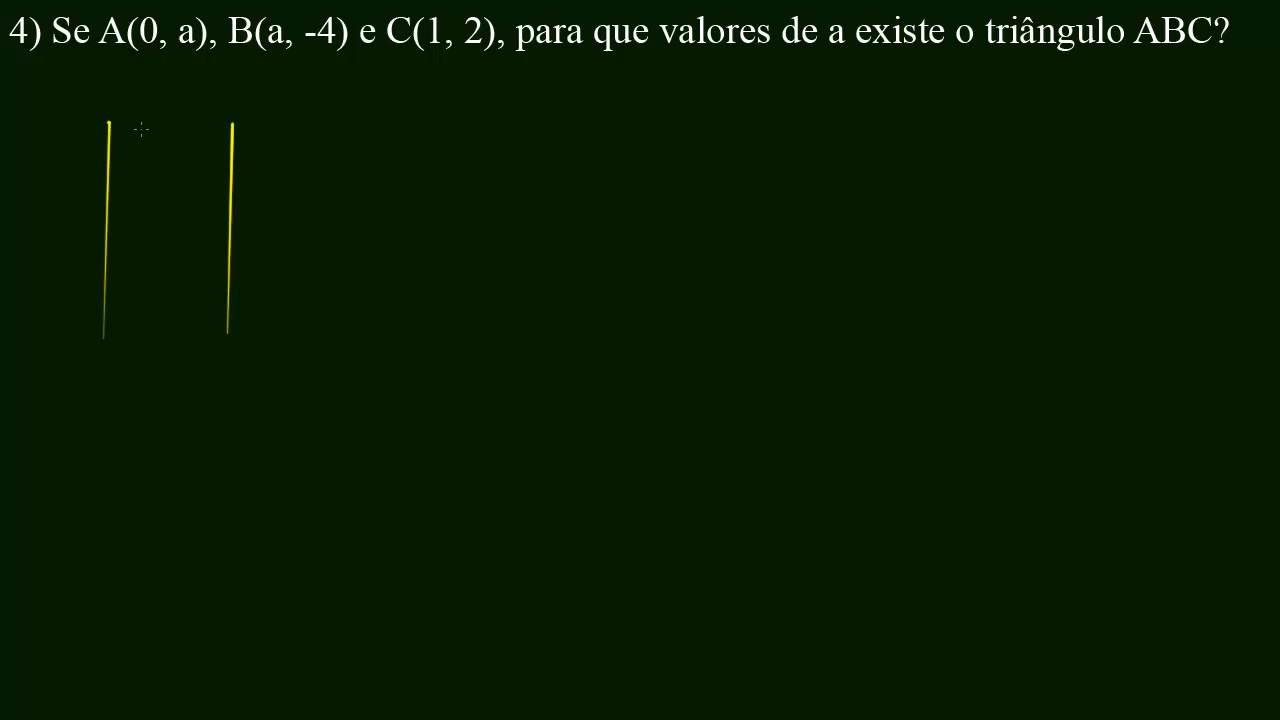 4) Se A(0, a), B(a, -4) e C(1, 2), para que valores de a existe o triângulo ABC?